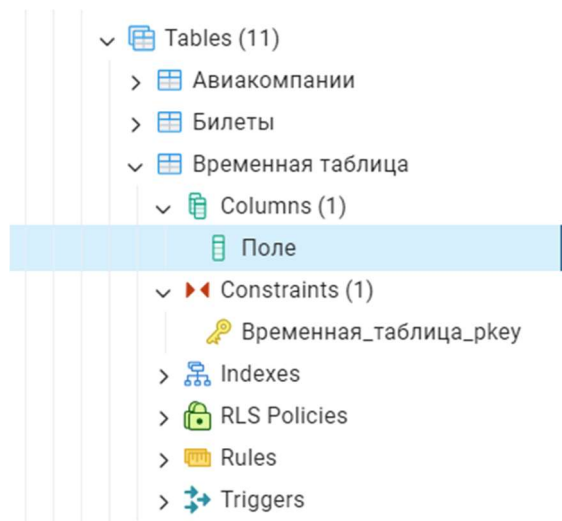 Tables (11)
Авиакомпании
Билеты
Временная таблица
Columns (1)
Поле
Constraints (1)
Временная_таблица_pkey
Indexes
RLS Policies
Rules
Triggers